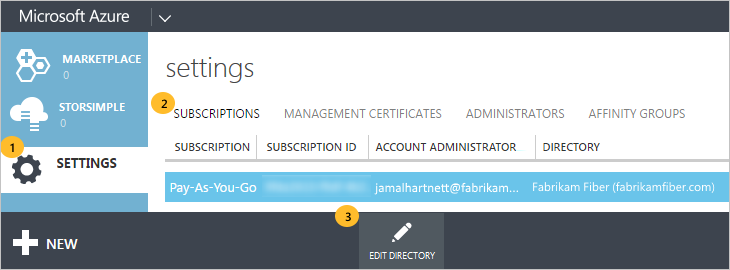 Microsoft Azure
MARKETPLACE
0
STORSIMPLE
0
1
SETTINGS
settings
2
SUBSCRIPTIONS MANAGEMENT CERTIFICATES ADMINISTRATORS AFFINITY GROUPS
SUBSCRIPTION SUBSCRIPTION ID ACCOUNT ADMINISTRATOR DIRECTORY
Pay-As-You-Go jamalhartnett@fabrikam... Fabrikam Fiber (fabrikamfiber.com)
3
NEW
EDIT DIRECTORY